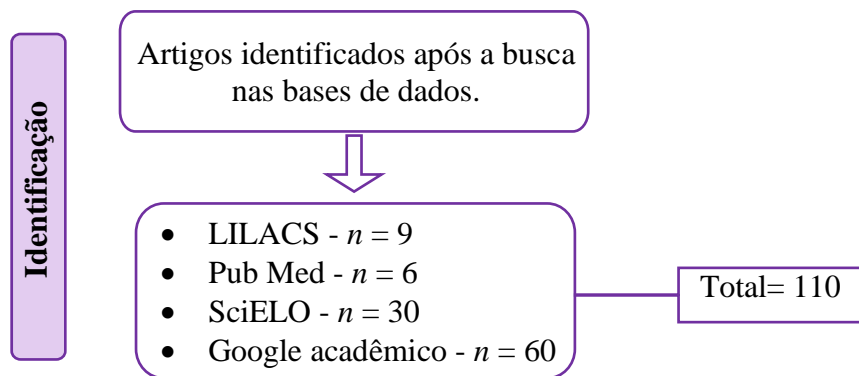 Identificação
Artigos identificados após a busca
nas bases de dados.
• LILACS - n = 9
• Pub Med - n = 6
• SciELO - n = 30
• Google acadêmico - n = 60
Total= 110